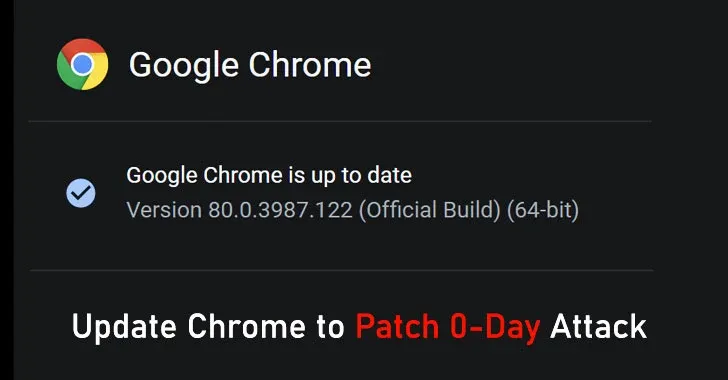 Google Chrome
Google Chrome is up to date
Version 80.0.3987.122 (Official Build) (64-bit)
Update Chrome to Patch 0-Day Attack